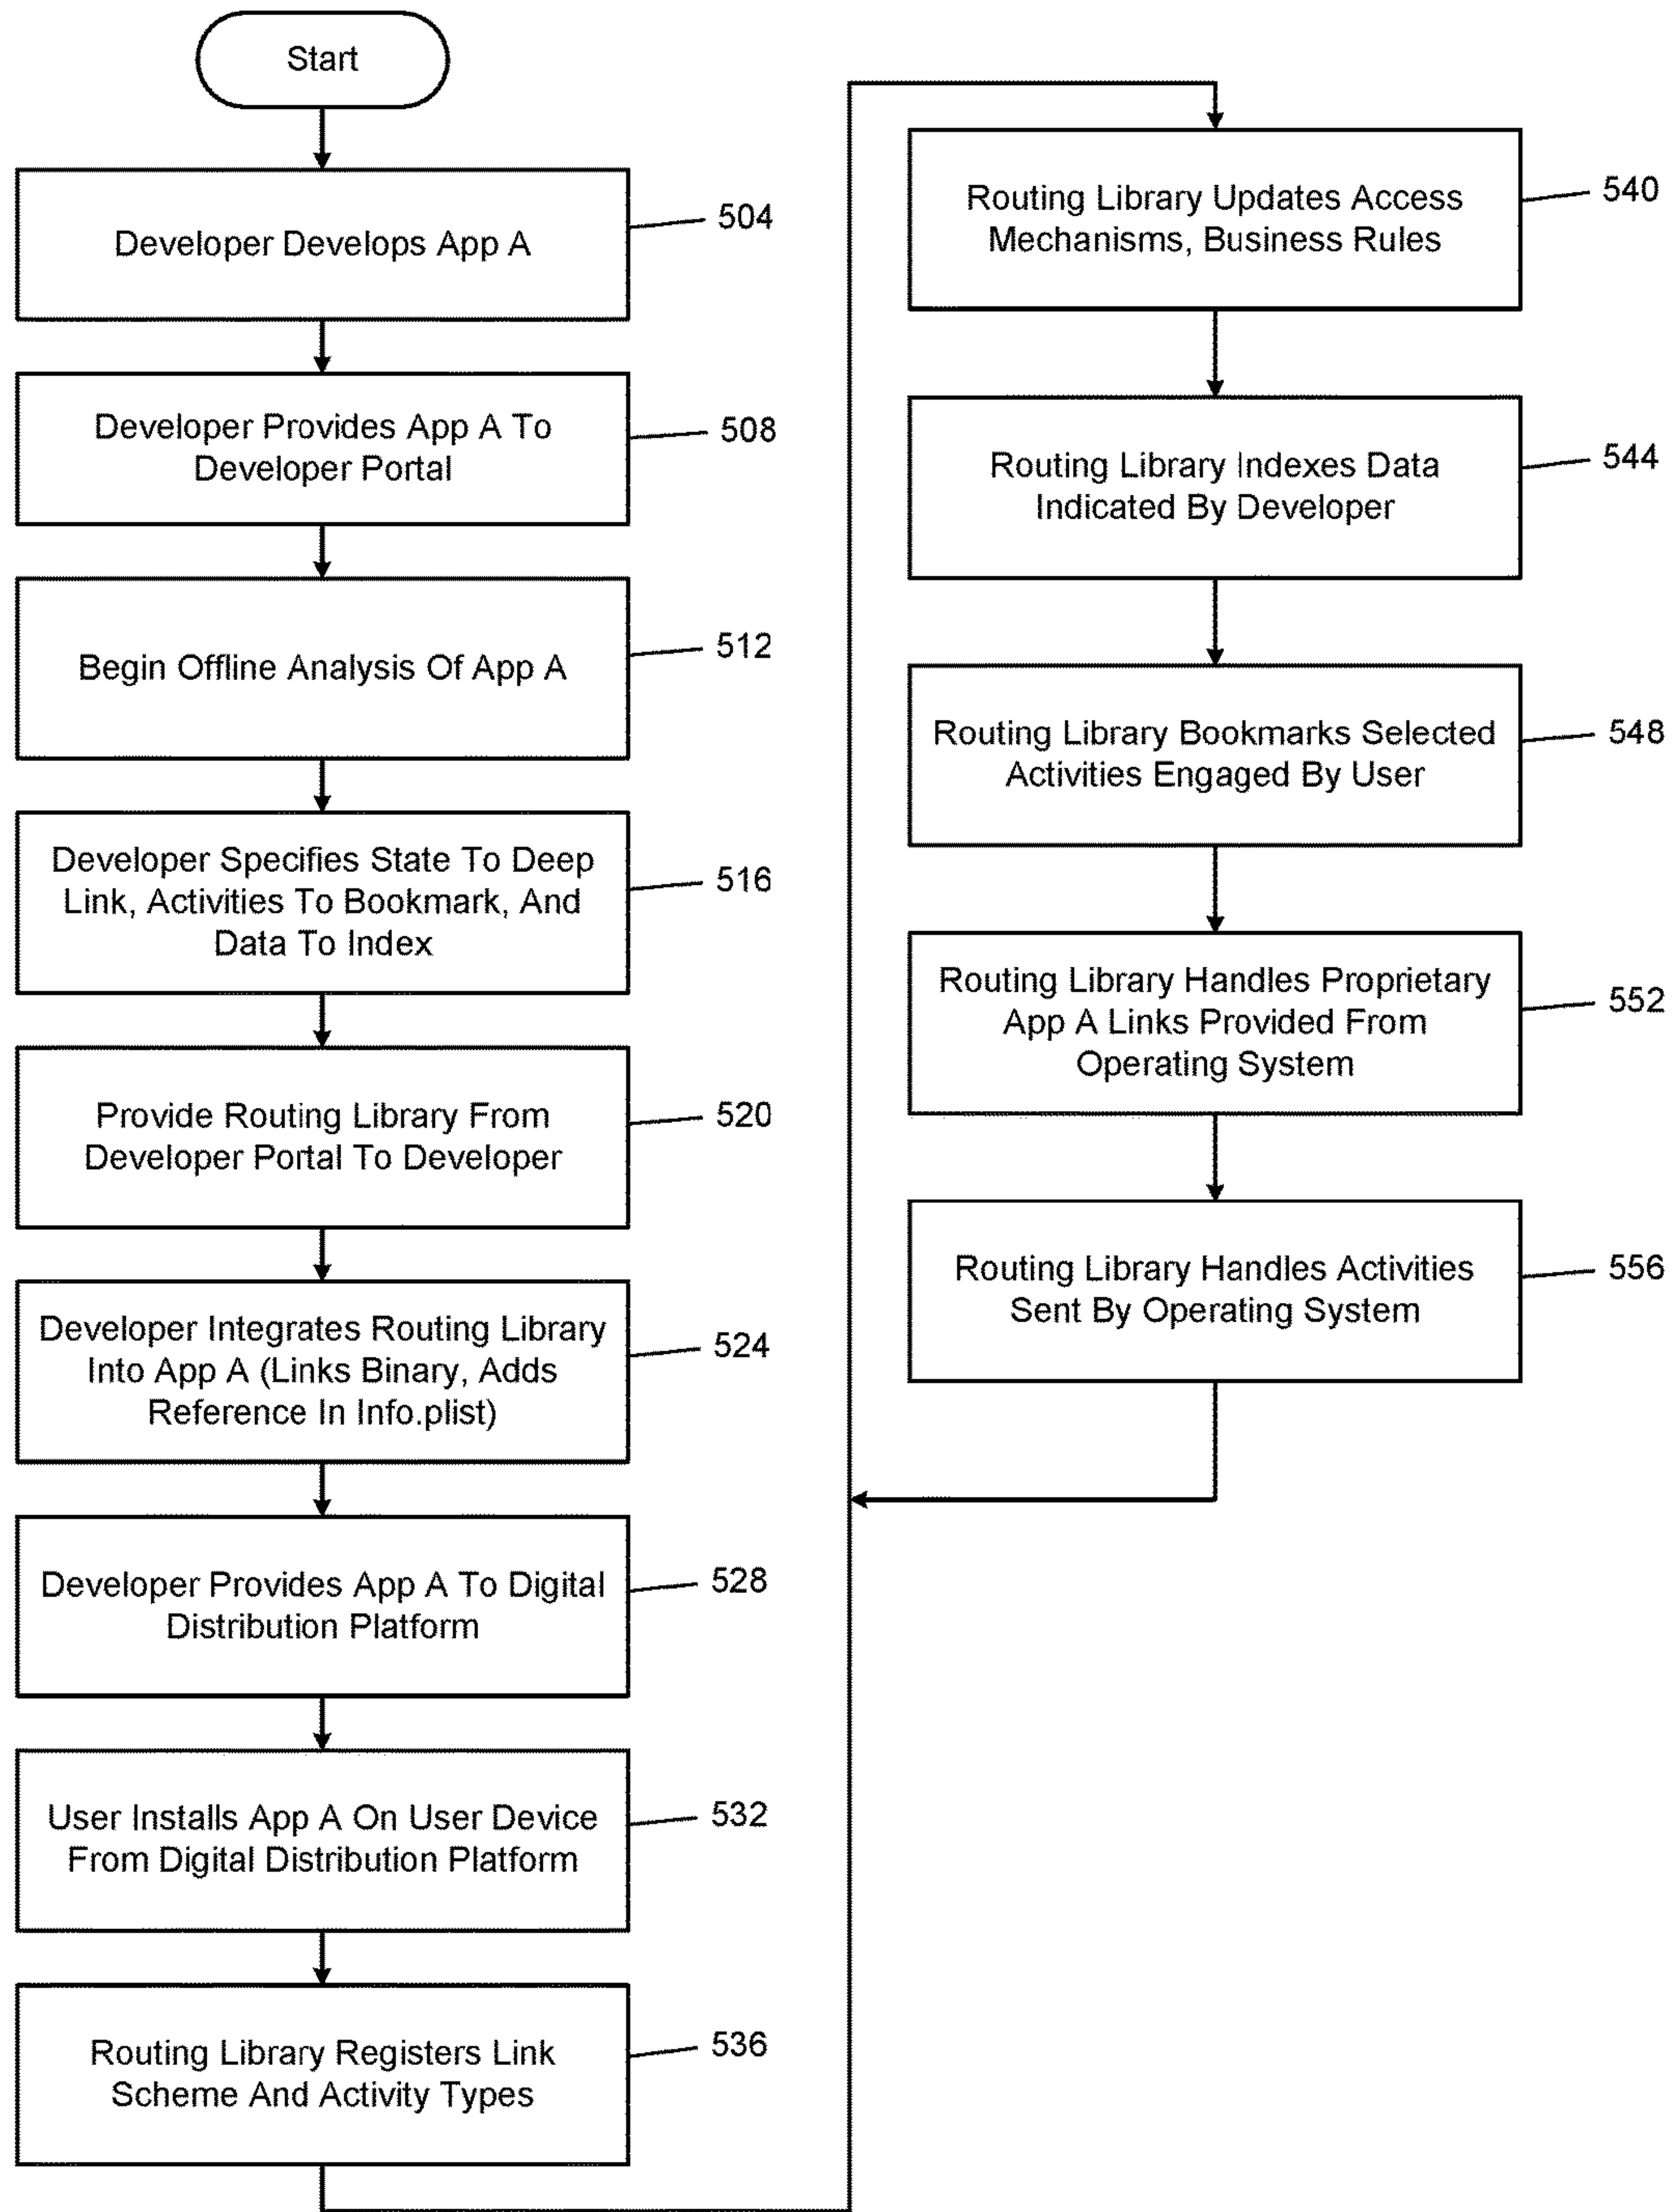 Start
Developer Develops App A
504
Developer Provides App A To
Developer Portal
508
Begin Offline Analysis Of App A
512
Developer Specifies State To Deep
Link, Activities To Bookmark, And
Data To Index
516
Provide Routing Library From
Developer Portal To Developer
520
Developer Integrates Routing Library
Into App A (Links Binary, Adds
Reference In Info.plist)
524
Developer Provides App A To Digital
Distribution Platform
528
User Installs App A On User Device
From Digital Distribution Platform
532
Routing Library Registers Link
Scheme And Activity Types
536
Routing Library Updates Access
Mechanisms, Business Rules
540
Routing Library Indexes Data
Indicated By Developer
544
Routing Library Bookmarks Selected
Activities Engaged By User
548
Routing Library Handles Proprietary
App A Links Provided From
Operating System
552
Routing Library Handles Activities
Sent By Operating System
556